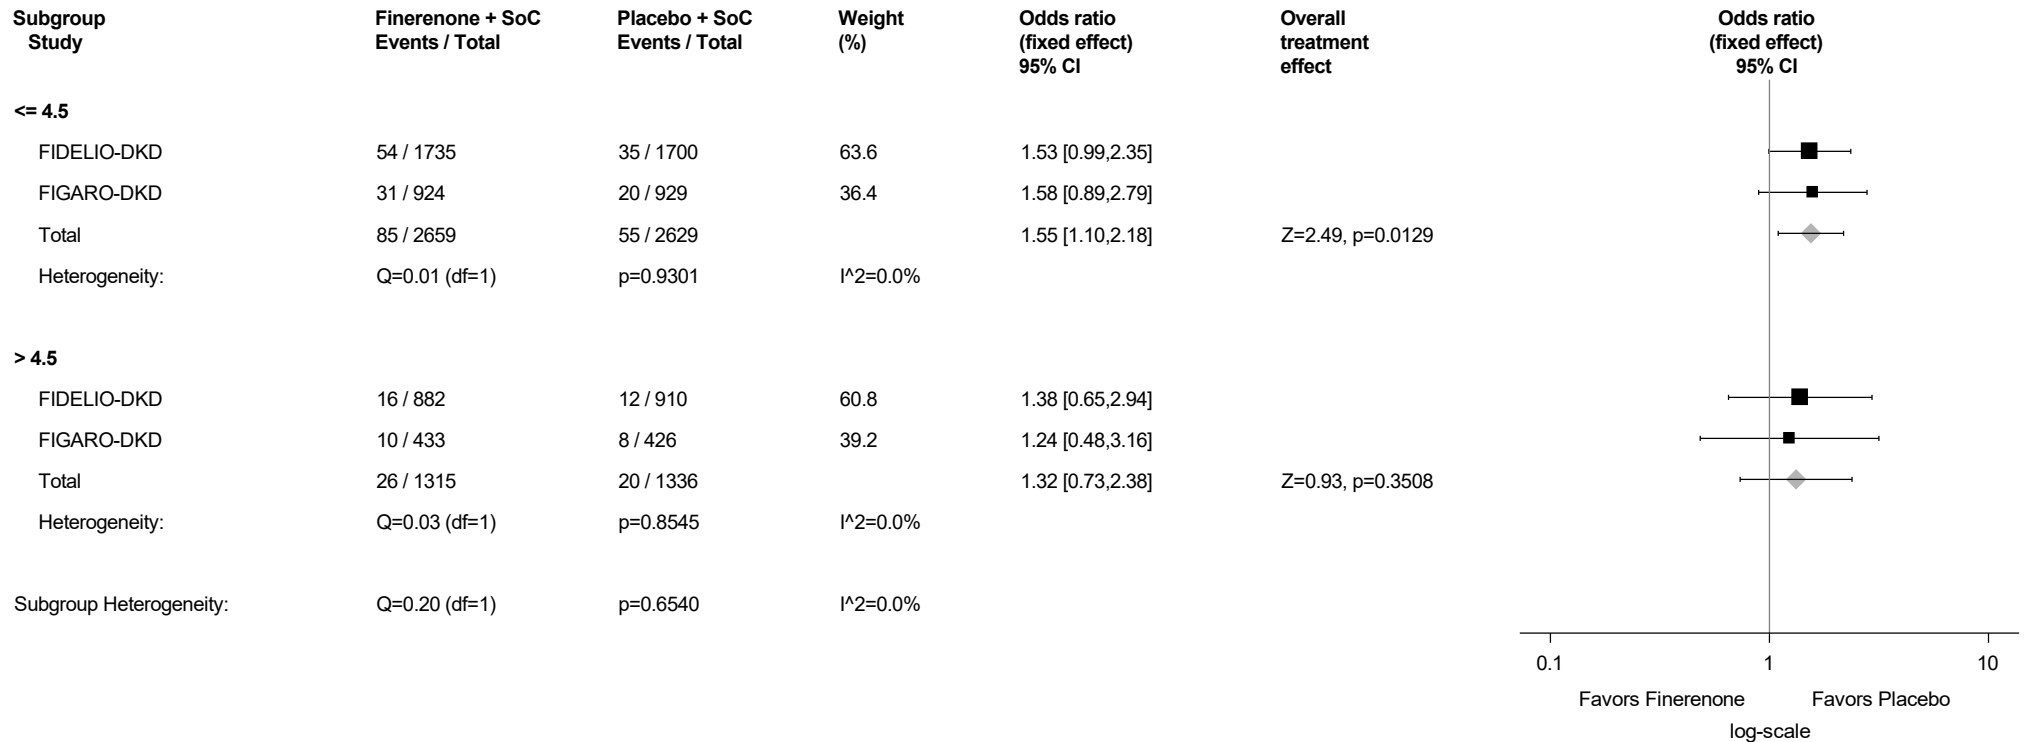 Subgroup Finerenone + SoC Placebo + SoC Weight Odds ratio Overall Odds ratio
Study Events / Total Events / Total (%) (fixed effect) treatment (fixed effect)
95% CI effect 95% CI
<= 4.5
FIDELIO-DKD 54 / 1735 35 / 1700 63.6 1.53 [0.99,2.35]
FIGARO-DKD 31 / 924 20 / 929 36.4 1.58 [0.89,2.79]
Total 85 / 2659 55 / 2629 1.55 [1.10,2.18] Z=2.49, p=0.0129
Heterogeneity: Q=0.01 (df=1) p=0.9301 I^2=0.0%
> 4.5
FIDELIO-DKD 16 / 882 12 / 910 60.8 1.38 [0.65,2.94]
FIGARO-DKD 10 / 433 8 / 426 39.2 1.24 [0.48,3.16]
Total 26 / 1315 20 / 1336 1.32 [0.73,2.38] Z=0.93, p=0.3508
Heterogeneity: Q=0.03 (df=1) p=0.8545 I^2=0.0%
Subgroup Heterogeneity: Q=0.20 (df=1) p=0.6540 I^2=0.0%
0.1 1 10
Favors Finerenone Favors Placebo
log-scale